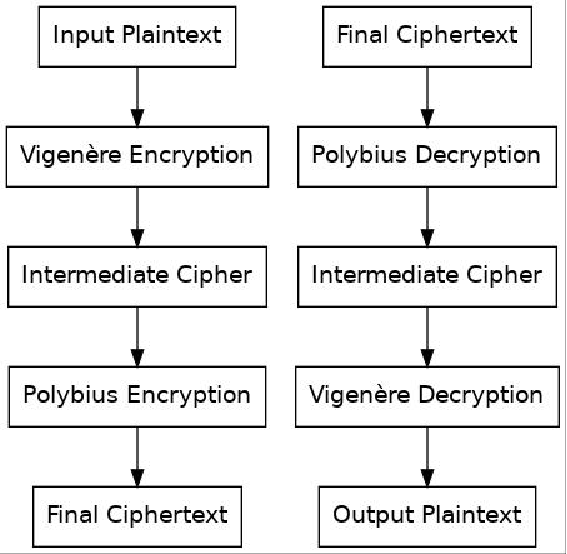 Input Plaintext
Vigenère Encryption
Intermediate Cipher
Polybius Encryption
Final Ciphertext
Final Ciphertext
Polybius Decryption
Intermediate Cipher
Vigenère Decryption
Output Plaintext